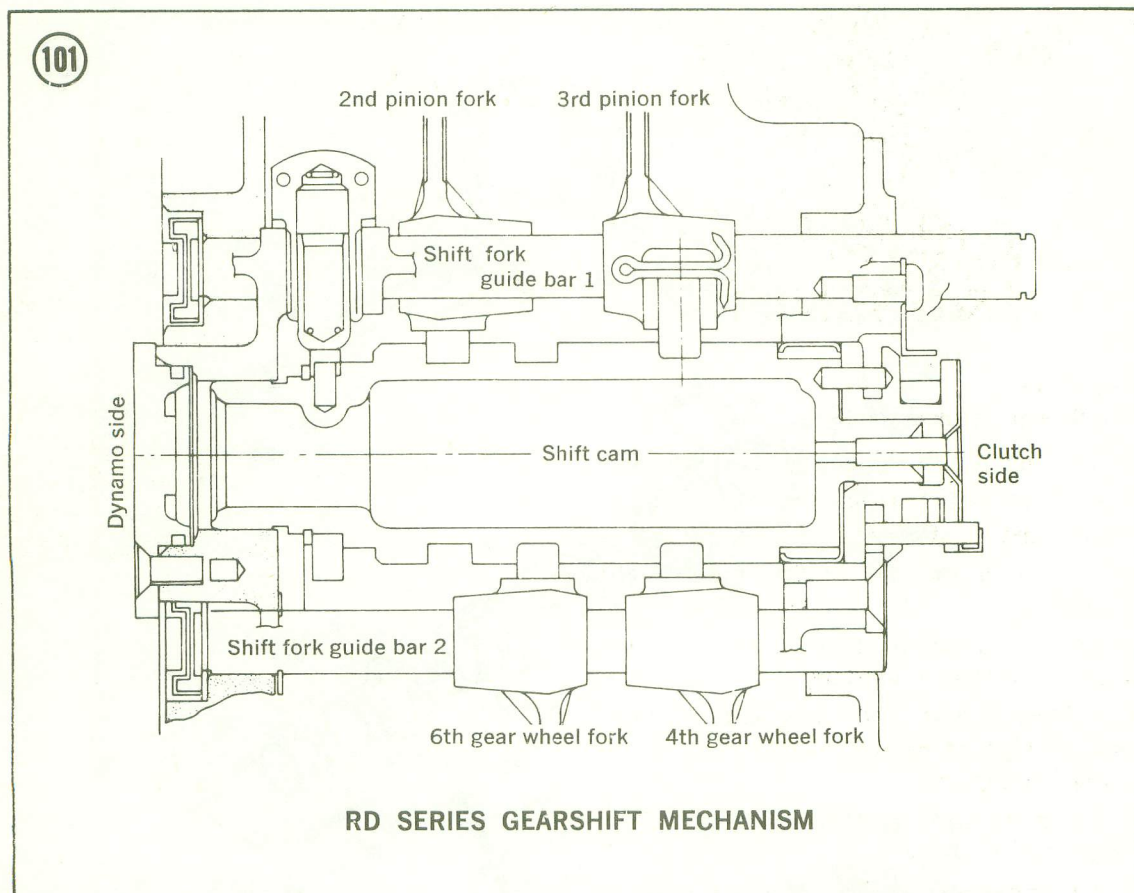 101
2nd pinion fork
3rd pinion fork
Shift fork
guide bar 1
Dynamo side
Shift cam
Clutch
side
Shift fork guide bar 2
6th gear wheel fork
4th gear wheel fork
RD SERIES GEARSHIFT MECHANISM